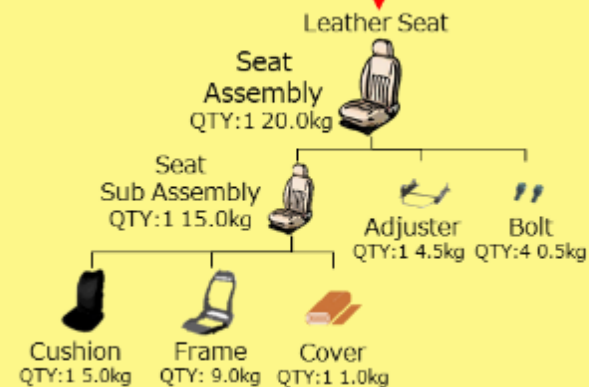 Leather Seat
Seat
Assembly
QTY:1 20.0kg
Seat
Sub Assembly
QTY:1 15.0kg
Adjuster
QTY:1 4.5kg
Bolt
QTY:4 0.5kg
Cushion
QTY:1 5.0kg
Frame
QTY: 9.0kg
Cover
QTY:1 1.0kg